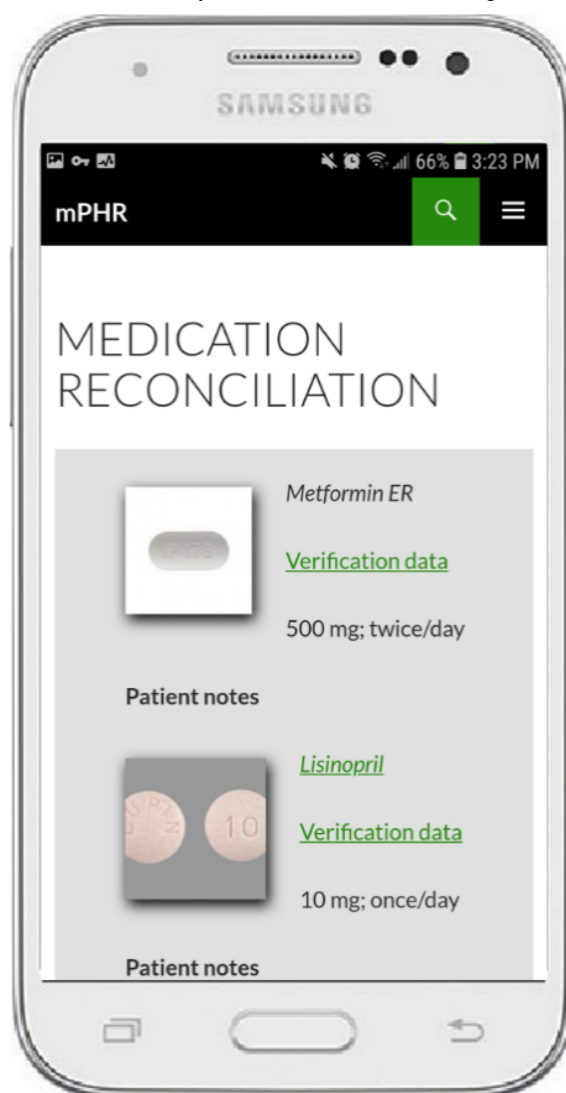 SAMSUNG
66% 3:23 PM
mPHR
MEDICATION
RECONCILIATION
Metformin ER
Verification data
500 mg; twice/day
Patient notes
Lisinopril
Verification data
10
10 mg; once/day
Patient notes